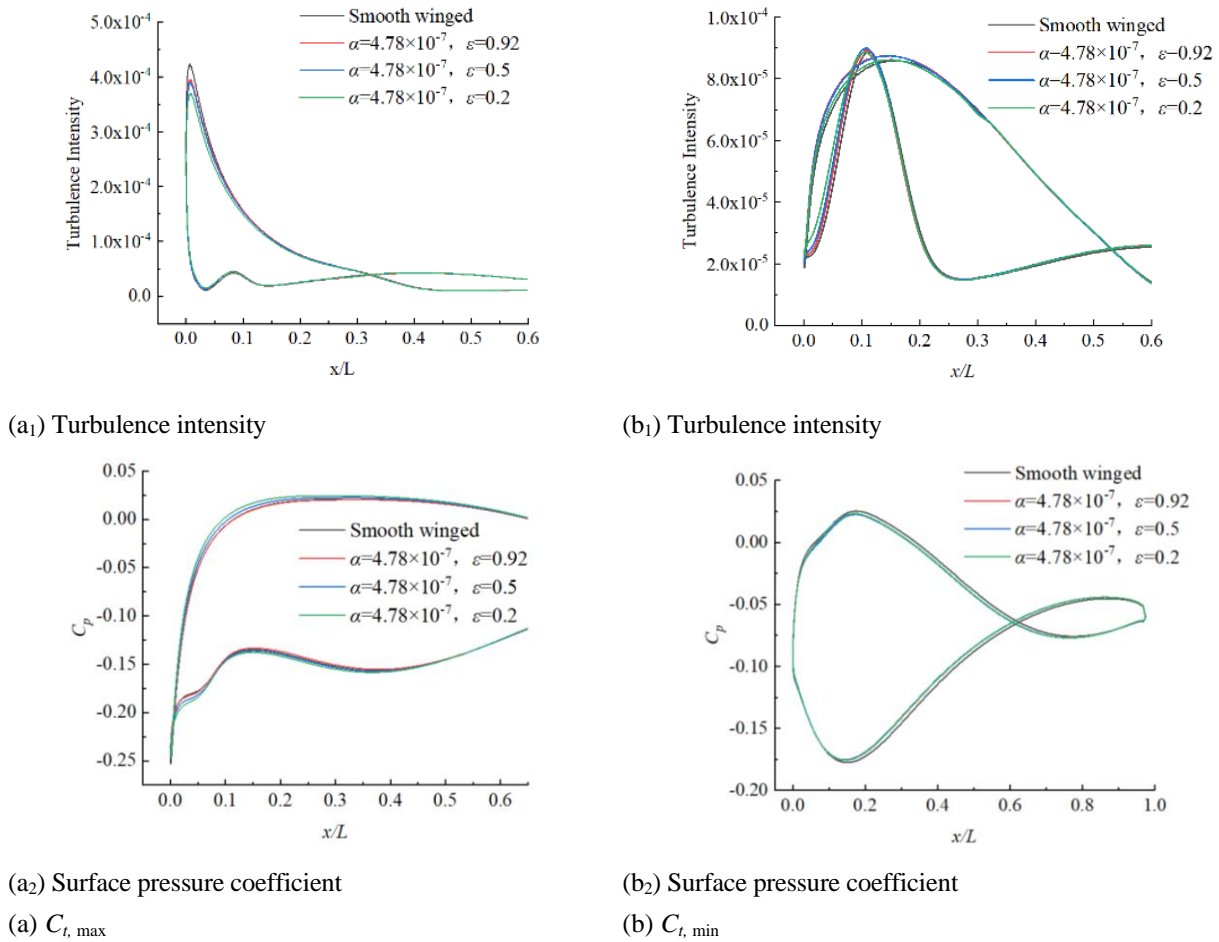 5.0x10⁻⁴
4.0x10⁻⁴
3.0x10⁻⁴
2.0x10⁻⁴
1.0x10⁻⁴
0.0
Turbulence Intensity
Smooth winged
α=4.78×10⁻⁷, ε=0.92
α=4.78×10⁻⁷, ε=0.5
α=4.78×10⁻⁷, ε=0.2
0.0 0.1 0.2 0.3 0.4 0.5 0.6
x/L
(a₁) Turbulence intensity
1.0x10⁻⁴
8.0x10⁻⁵
6.0x10⁻⁵
4.0x10⁻⁵
2.0x10⁻⁵
0.0
Turbulence Intensity
Smooth winged
α−4.78×10⁻⁷, ε−0.92
α−4.78×10⁻⁷, ε−0.5
α=4.78×10⁻⁷, ε=0.2
0.0 0.1 0.2 0.3 0.4 0.5 0.6
x/L
(b₁) Turbulence intensity
0.05
0.00
-0.05
-0.10
-0.15
-0.20
-0.25
Cₚ
Smooth winged
α=4.78×10⁻⁷, ε=0.92
α=4.78×10⁻⁷, ε=0.5
α=4.78×10⁻⁷, ε=0.2
0.0 0.1 0.2 0.3 0.4 0.5 0.6
x/L
(a₂) Surface pressure coefficient
(a) Cₜ, max
0.05
0.00
-0.05
-0.10
-0.15
-0.20
Cₚ
Smooth winged
α=4.78×10⁻⁷, ε=0.92
α=4.78×10⁻⁷, ε=0.5
α=4.78×10⁻⁷, ε=0.2
0.0 0.2 0.4 0.6 0.8 1.0
x/L
(b₂) Surface pressure coefficient
(b) Cₜ, min